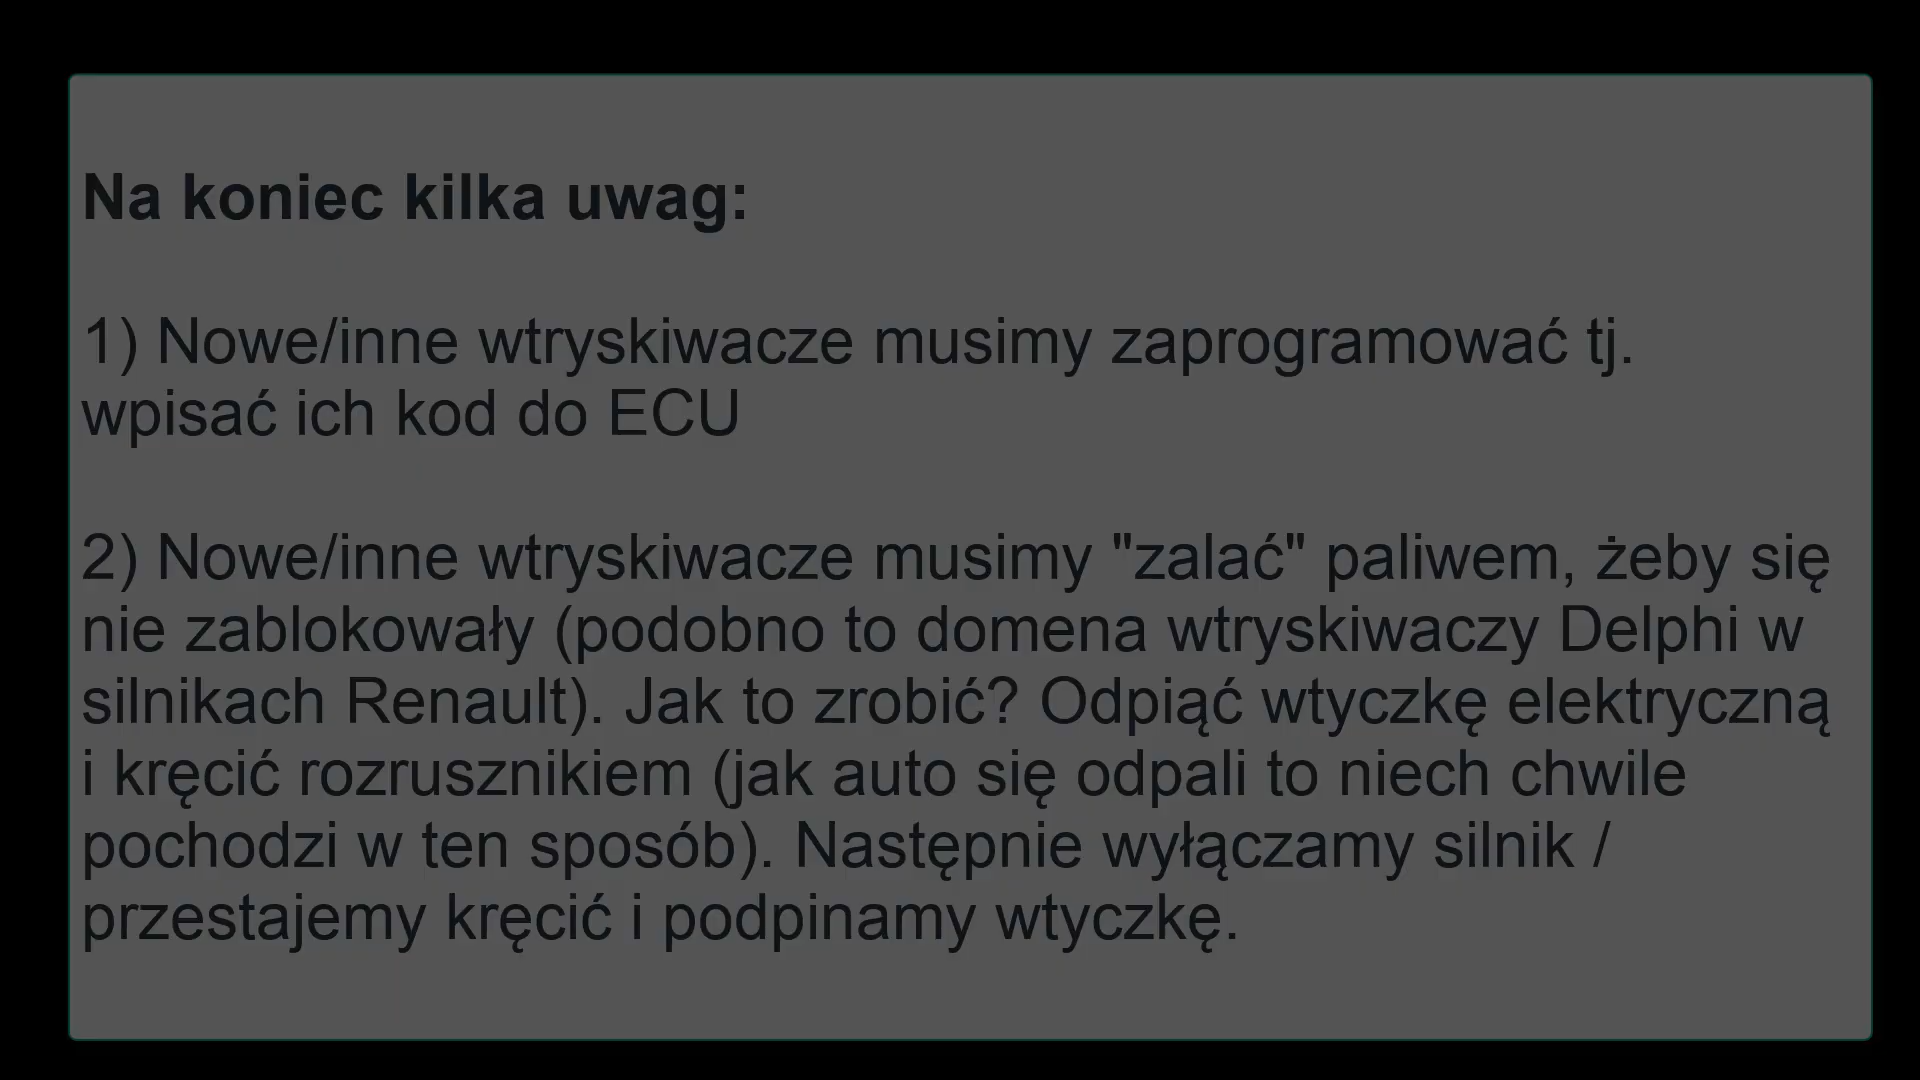 Na koniec kilka uwag:
1) Nowe/inne wtryskiwacze musimy zaprogramować tj.
wpisać ich kod do ECU
2) Nowe/inne wtryskiwacze musimy "zalać" paliwem, żeby się
nie zablokowały (podobno to domena wtryskiwaczy Delphi w
silnikach Renault). Jak to zrobić? Odpiąć wtyczkę elektryczną
i kręcić rozrusznikiem (jak auto się odpali to niech chwile
pochodzi w ten sposób). Następnie wyłączamy silnik /
przestajemy kręcić i podpinamy wtyczkę.